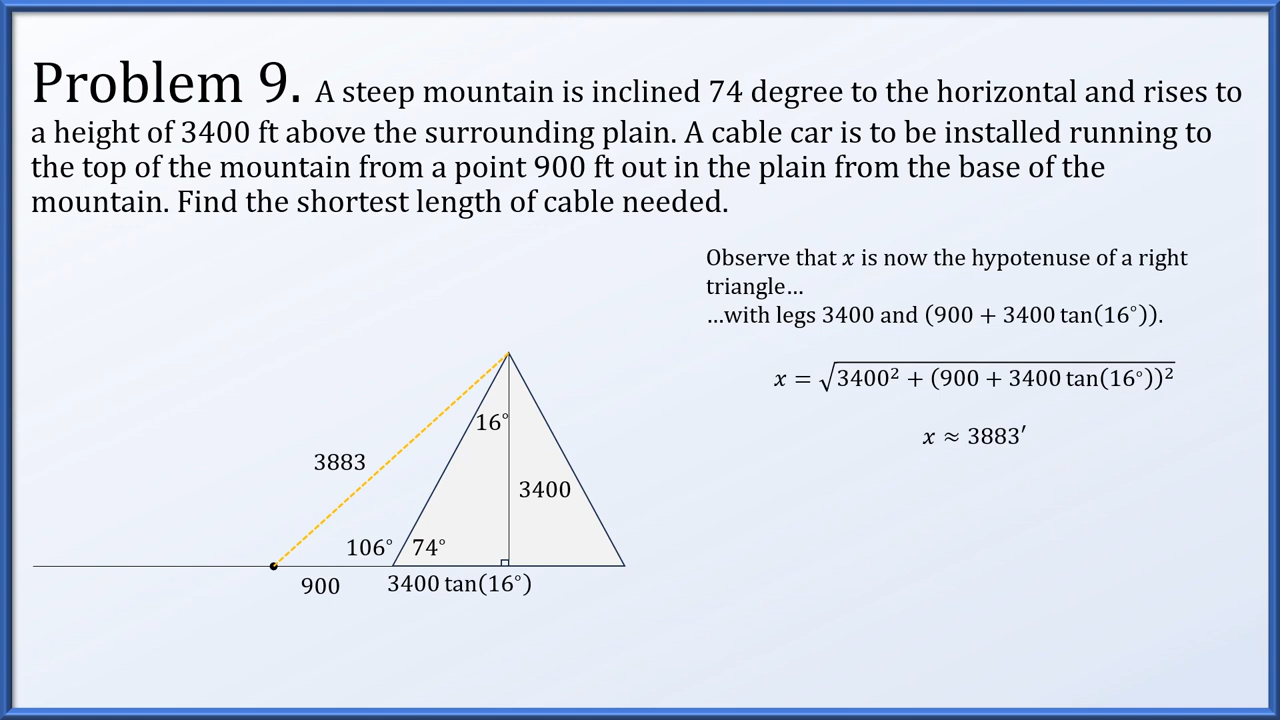 Problem 9. A steep mountain is inclined 74 degree to the horizontal and rises to
a height of 3400 ft above the surrounding plain. A cable car is to be installed running to
the top of the mountain from a point 900 ft out in the plain from the base of the
mountain. Find the shortest length of cable needed.
Observe that x is now the hypotenuse of a right
triangle…
…with legs 3400 and (900 + 3400 tan(16°)).
x = √3400² + (900 + 3400 tan(16°))²
x ≈ 3883′
16°
3883
3400
106° 74°
900
3400 tan(16°)